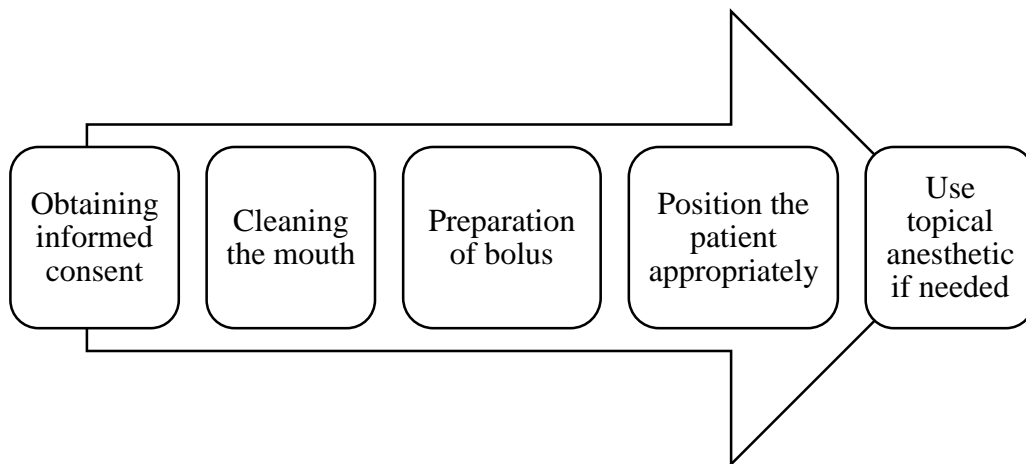 Obtaining
informed
consent
Cleaning
the mouth
Preparation
of bolus
Position the
patient
appropriately
Use
topical
anesthetic
if needed